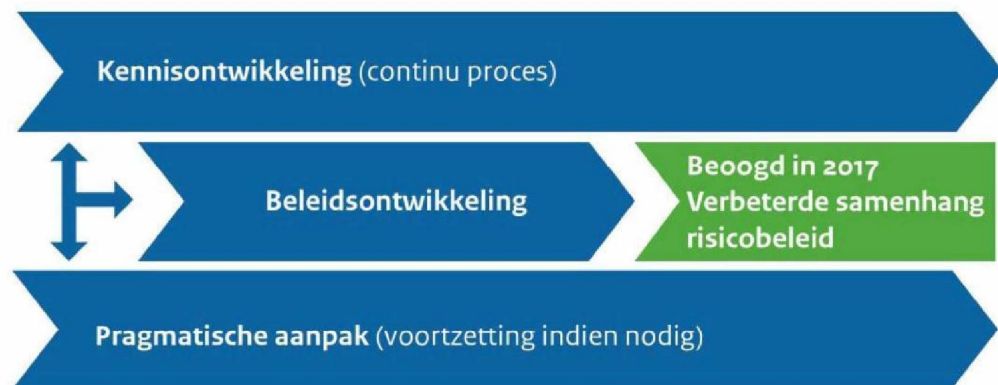 Kennisontwikkeling (continu proces)
Beleidsontwikkeling
Beoogd in 2017
Verbeterde samenhang
risicobeleid
Pragmatische aanpak (voortzetting indien nodig)